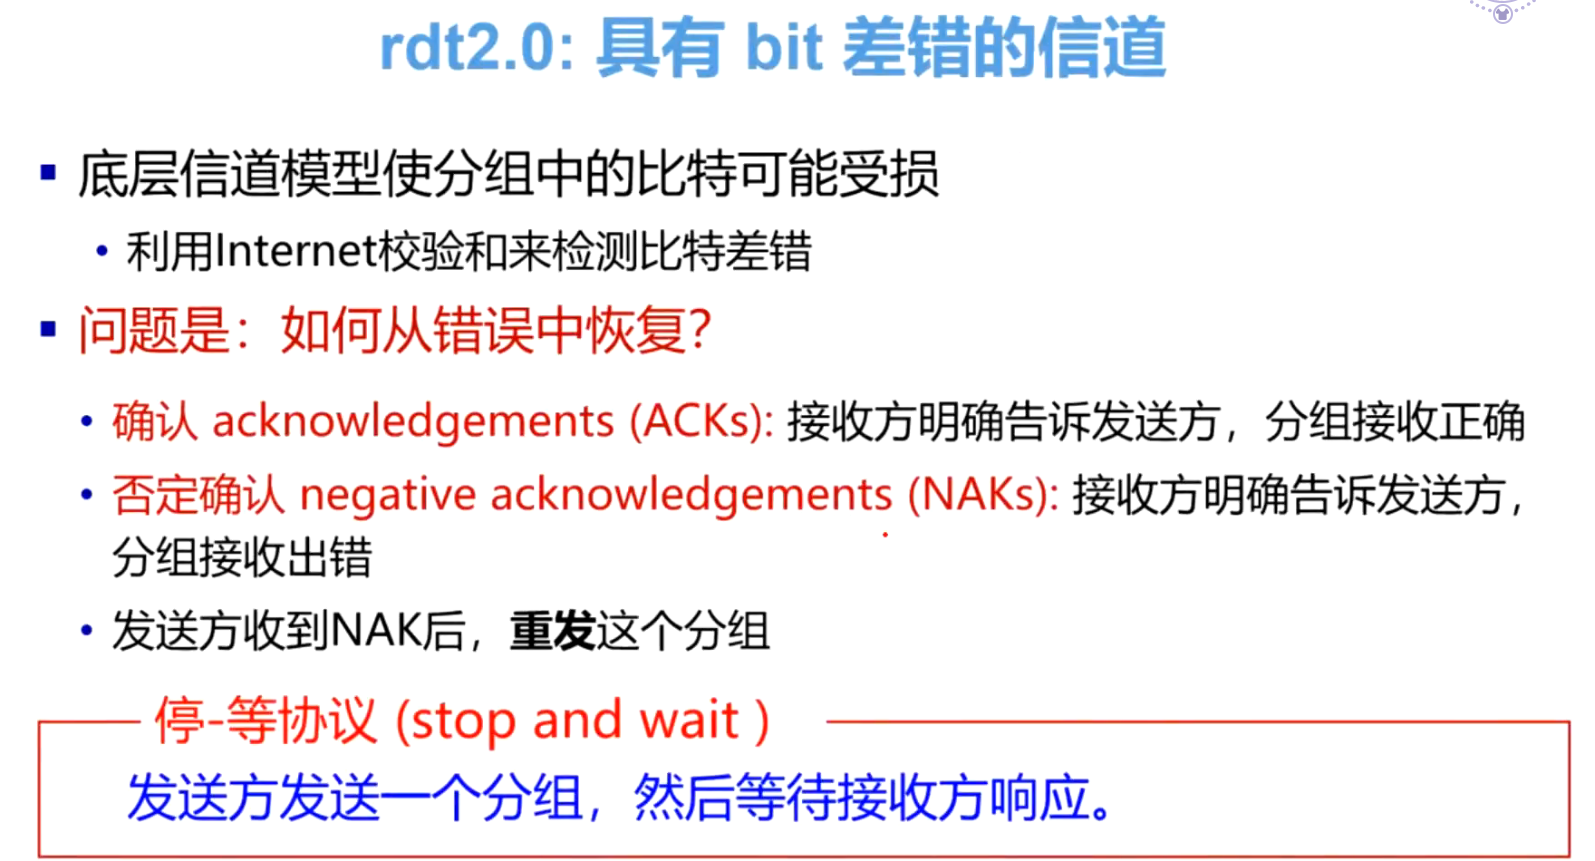 rdt2.0: 具有 bit 差错的信道
底层信道模型使分组中的比特可能受损
利用Internet校验和来检测比特差错
问题是：如何从错误中恢复？
确认 acknowledgements (ACKs): 接收方明确告诉发送方，分组接收正确
否定确认 negative acknowledgements (NAKs): 接收方明确告诉发送方，
分组接收出错
发送方收到NAK后，重发这个分组
停-等协议 (stop and wait )
发送方发送一个分组，然后等待接收方响应。